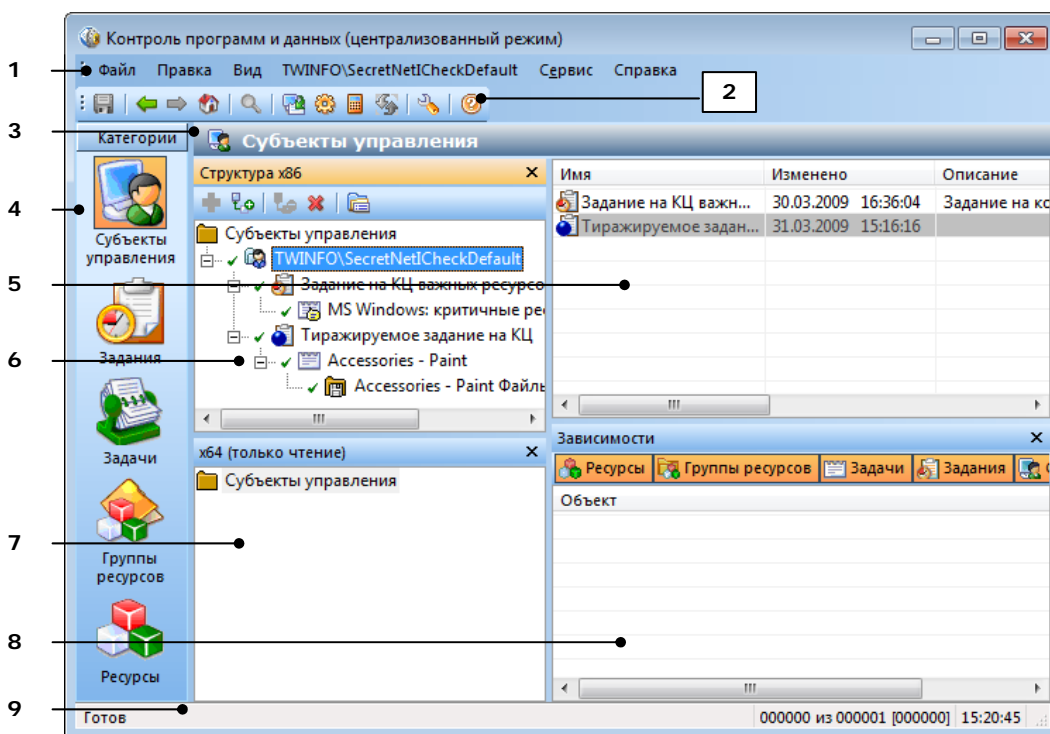 Контроль программ и данных (централизованный режим)
1
Файл Правка Вид TWINFO\SecretNetICheckDefault Сервис Справка
2
3
Категории
Субъекты управления
Структура x86
Имя Изменено Описание
4
Задание на КЦ важн... 30.03.2009 16:36:04 Задание на кс
Тиражируемое задан... 31.03.2009 15:16:16
Субъекты управления
Субъекты управления
TWINFO\SecretNetICheckDefault
5
Задание на КЦ важных ресурсо
MS Windows: критичные рес
Тиражируемое задание на КЦ
6
Accessories - Paint
Accessories - Paint Файль
Задания
Зависимости
x64 (только чтение)
Задачи
Ресурсы Группы ресурсов Задачи Задания
Субъекты управления
Объект
7
Группы
ресурсов
8
Ресурсы
9
Готов
000000 из 000001 [000000] 15:20:45